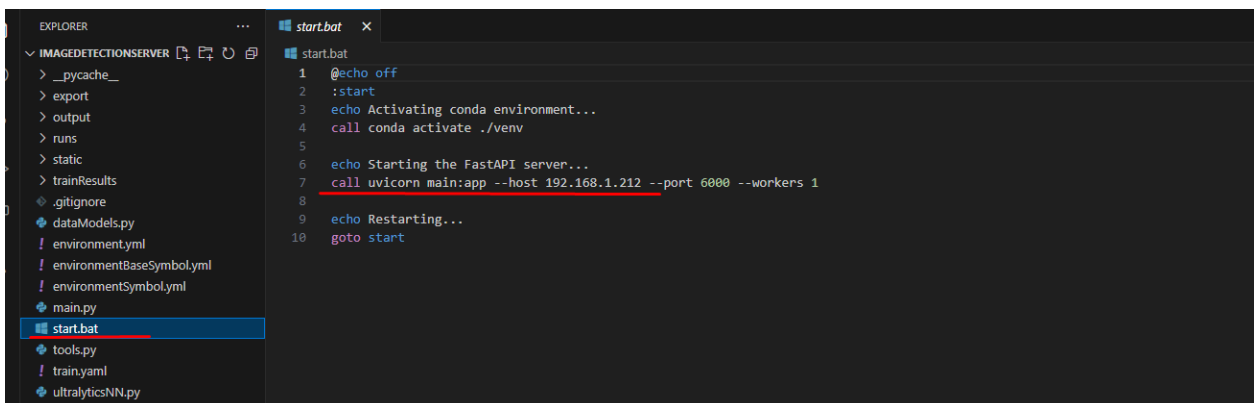 EXPLORER
IMAGEDETECTIONSERVER
__pycache__
export
output
runs
static
trainResults
.gitignore
dataModels.py
environment.yml
environmentBaseSymbol.yml
environmentSymbol.yml
main.py
start.bat
tools.py
train.yaml
ultralyticsNN.py
start.bat
start.bat
1 @echo off
2 :start
3 echo Activating conda environment...
4 call conda activate ./venv
5
6 echo Starting the FastAPI server...
7 call uvicorn main:app --host 192.168.1.212 --port 6000 --workers 1
8
9 echo Restarting...
10 goto start